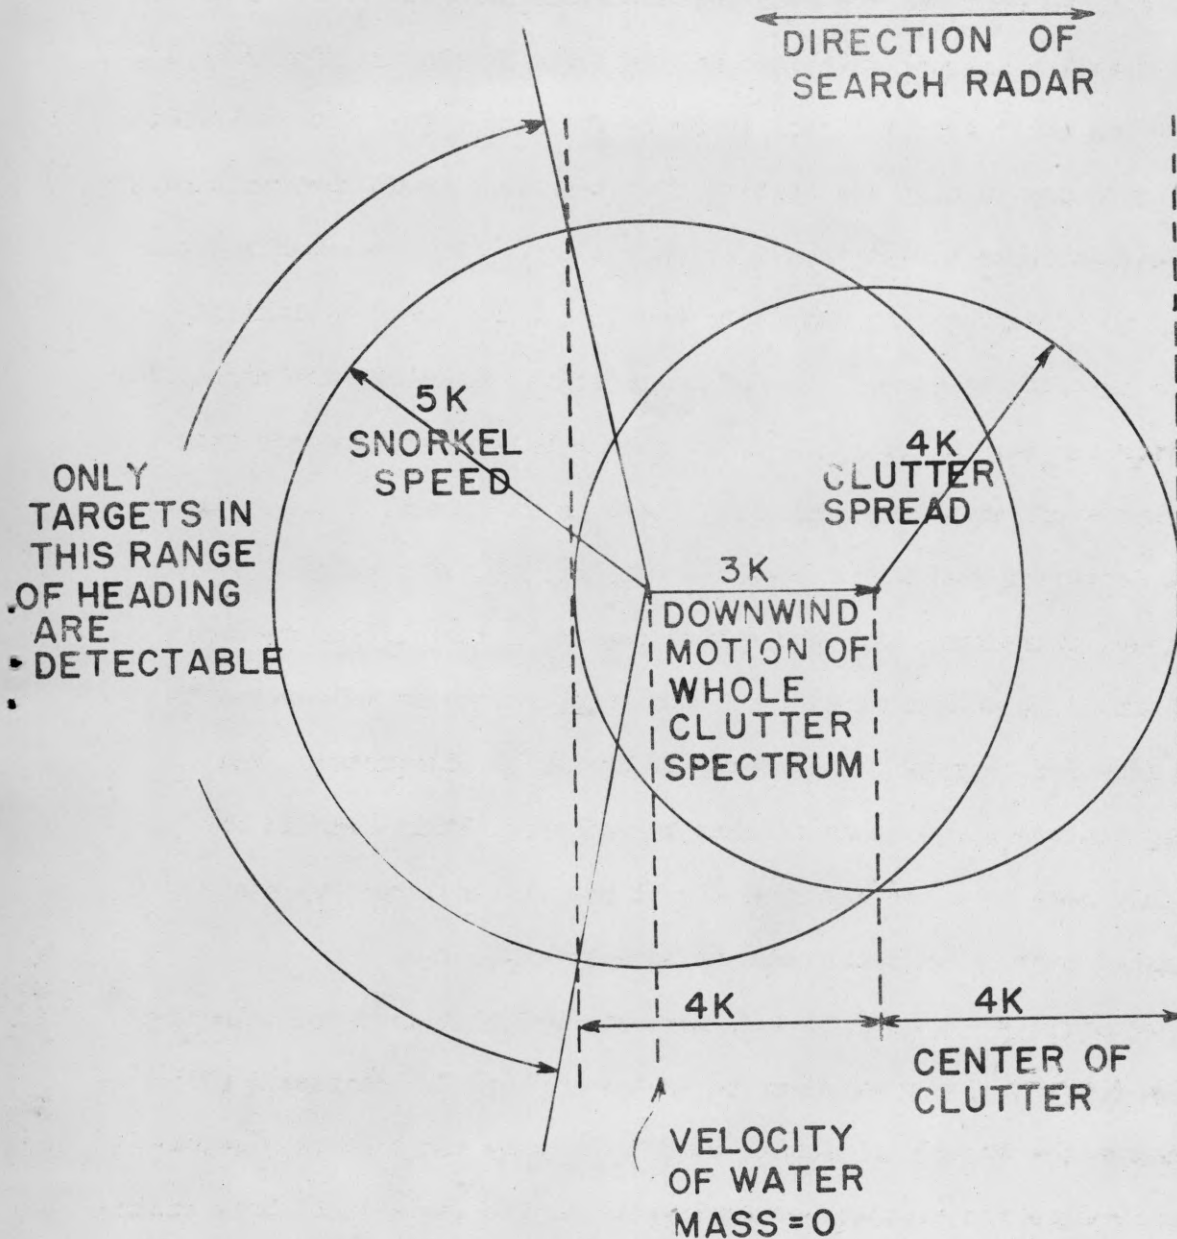 DIRECTION OF
SEARCH RADAR
5K
SNORKEL
SPEED
4K
CLUTTER
SPREAD
ONLY
TARGETS IN
THIS RANGE
OF HEADING
ARE
DETECTABLE
3K
DOWNWIND
MOTION OF
WHOLE
CLUTTER
SPECTRUM
4K
4K
CENTER OF
CLUTTER
VELOCITY
OF WATER
MASS = 0